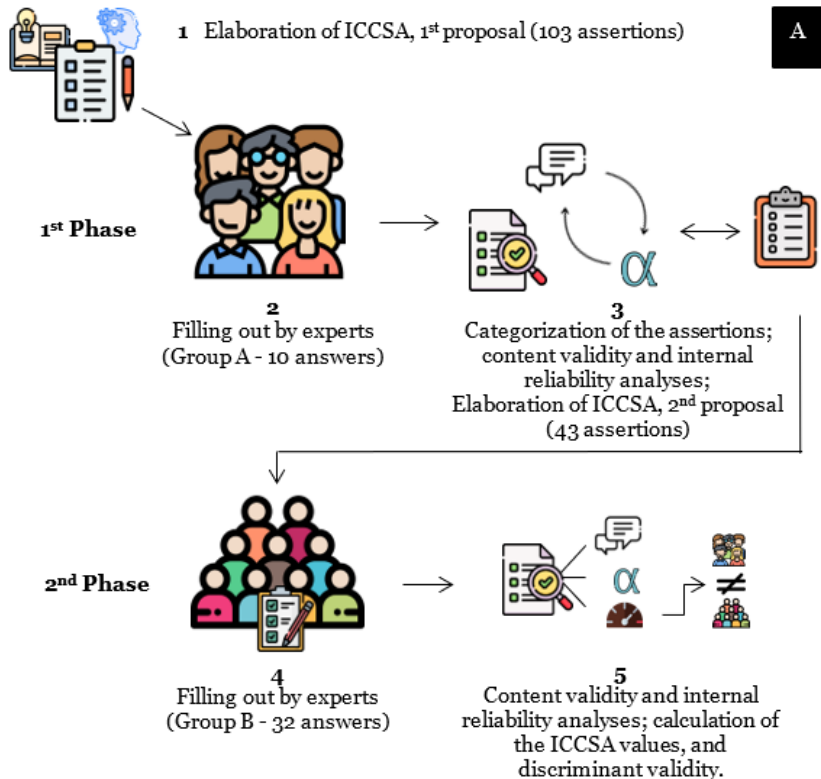 1 Elaboration of ICCSA, 1st proposal (103 assertions)
A
1st Phase
2
Filling out by experts
(Group A - 10 answers)
α
3
Categorization of the assertions;
content validity and internal
reliability analyses;
Elaboration of ICCSA, 2nd proposal
(43 assertions)
2nd Phase
4
Filling out by experts
(Group B - 32 answers)
α
≠
5
Content validity and internal
reliability analyses; calculation of
the ICCSA values, and
discriminant validity.